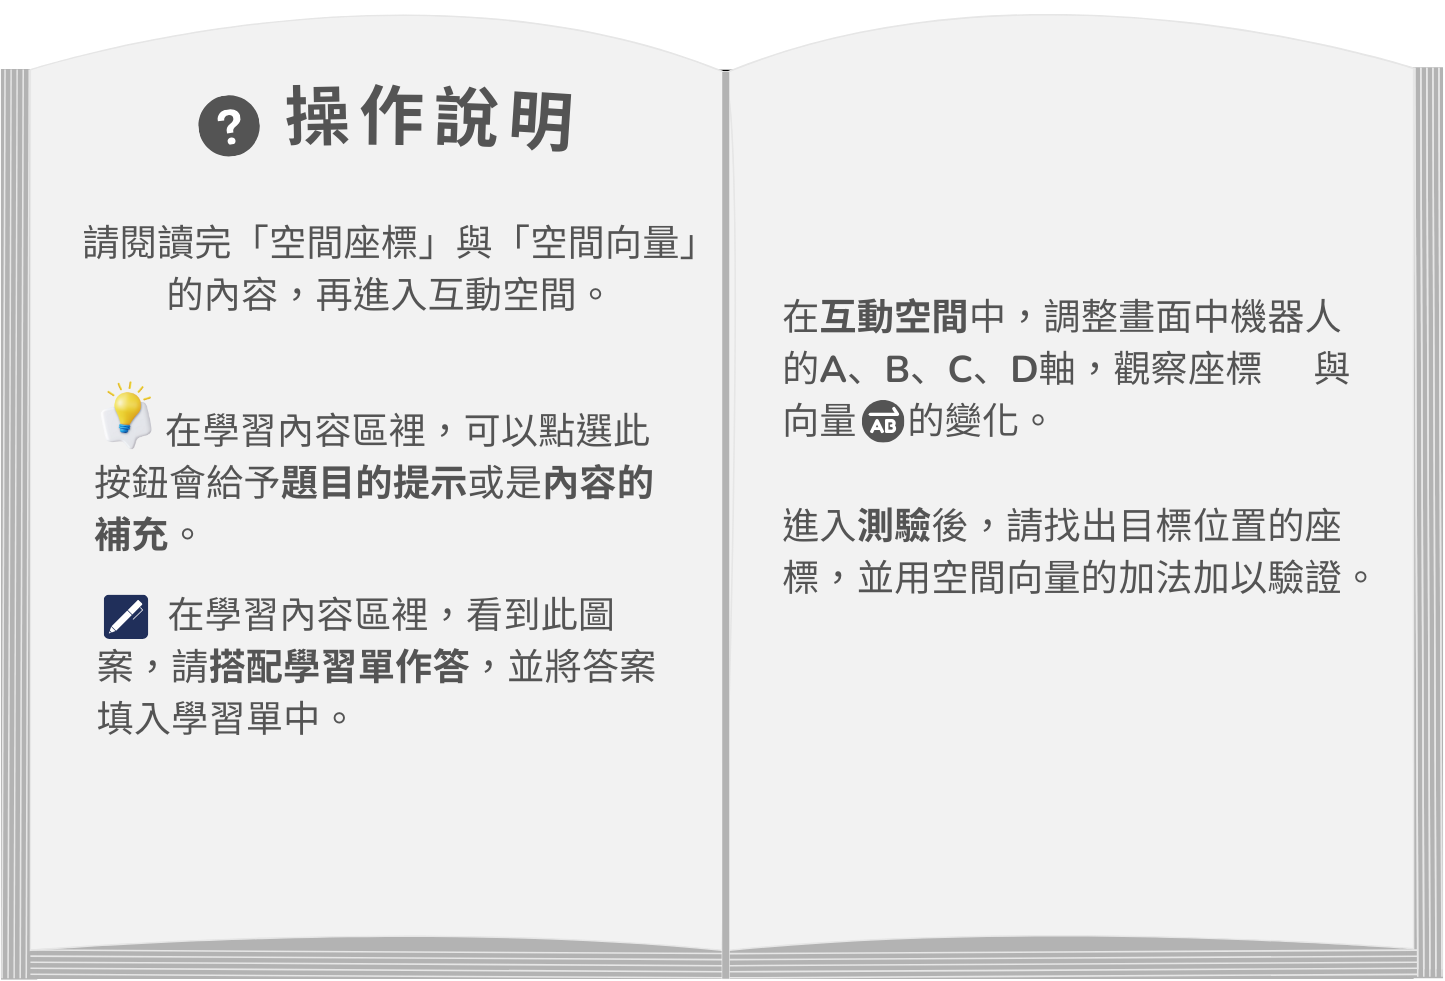 ? 操作說明
請閱讀完「空間座標」與「空間向量」
的內容，再進入互動空間。
在學習內容區裡，可以點選此
按鈕會給予題目的提示或是內容的
補充。
在學習內容區裡，看到此圖
案，請搭配學習單作答，並將答案
填入學習單中。
在互動空間中，調整畫面中機器人
的A、B、C、D軸，觀察座標 與
向量AB的變化。
進入測驗後，請找出目標位置的座
標，並用空間向量的加法加以驗證。